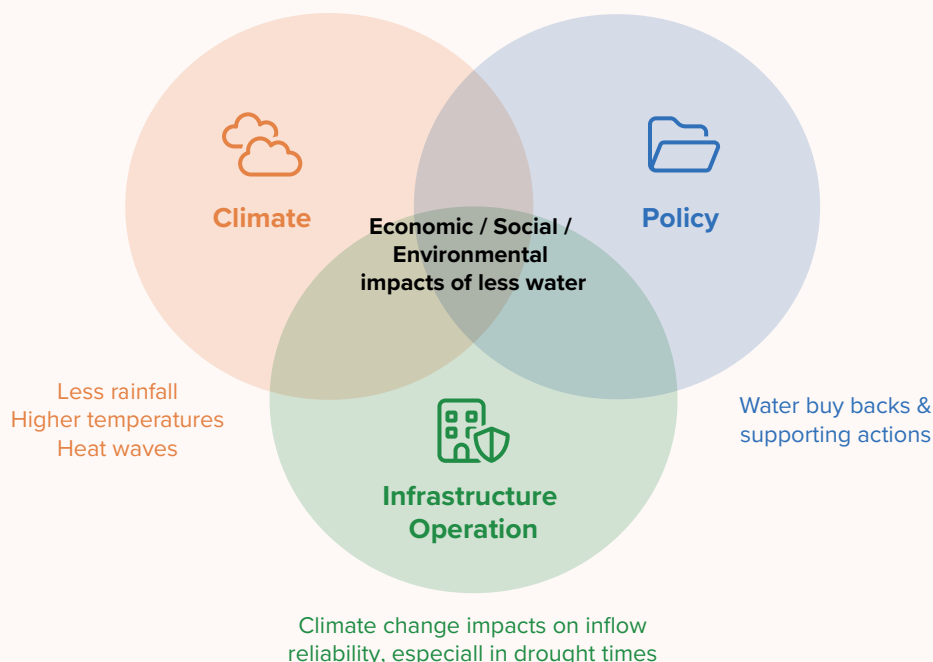 Climate
Policy
Economic / Social /
Environmental
impacts of less water
Less rainfall
Higher temperatures
Heat waves
Water buy backs &
supporting actions
Infrastructure
Operation
Climate change impacts on inflow
reliability, especiall in drought times